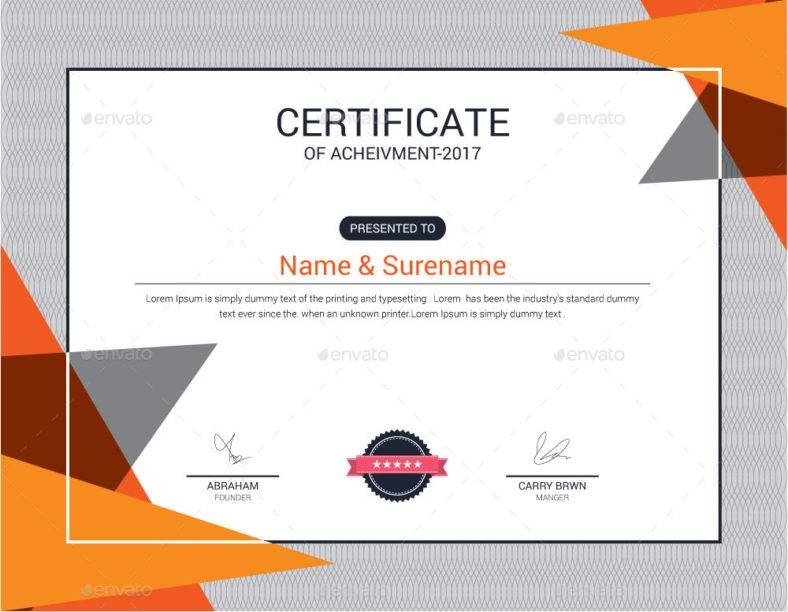 envato
envato
CERTIFICATE
OF ACHEIVMENT-2017
PRESENTED TO
Name & Surename
Lorem Ipsum is simply dummy text of the printing and typesetting . Lorem has been the industry's standard dummy
text ever since the. when an unknown printer.Lorem Ipsum is simply dummy text .
envato
envato
envato
ABRAHAM
FOUNDER
CARRY BRWN
MANGER
envato
envato
envato